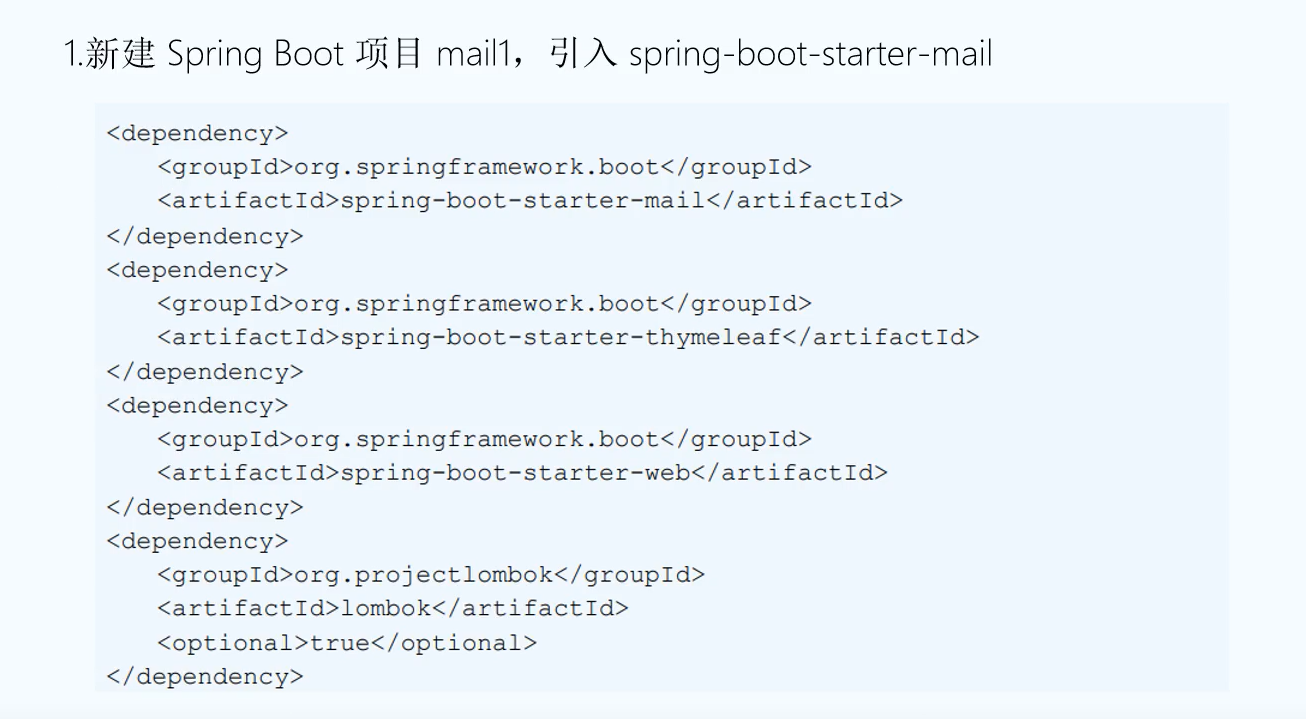 1.新建 Spring Boot 项目 mail1，引入 spring-boot-starter-mail
<dependency>
    <groupId>org.springframework.boot</groupId>
    <artifactId>spring-boot-starter-mail</artifactId>
</dependency>
<dependency>
    <groupId>org.springframework.boot</groupId>
    <artifactId>spring-boot-starter-thymeleaf</artifactId>
</dependency>
<dependency>
    <groupId>org.springframework.boot</groupId>
    <artifactId>spring-boot-starter-web</artifactId>
</dependency>
<dependency>
    <groupId>org.projectlombok</groupId>
    <artifactId>lombok</artifactId>
    <optional>true</optional>
</dependency>